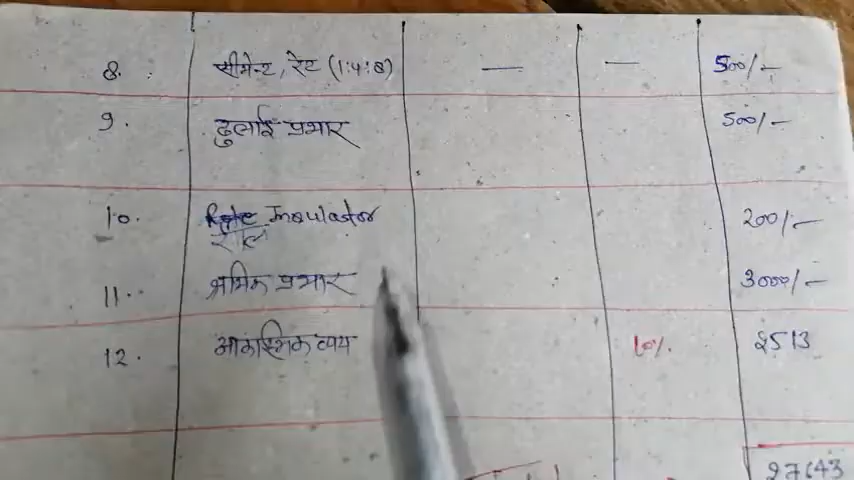 8. सीमेन्ट, रेट (1:4:8) — — 500/-
9. ढुलाई प्रभार 500/-
10. Insulator 200/-
शैल
11. श्रमिक प्रभार 3000/-
12. आकस्मिक व्यय 10%. 2513
27643